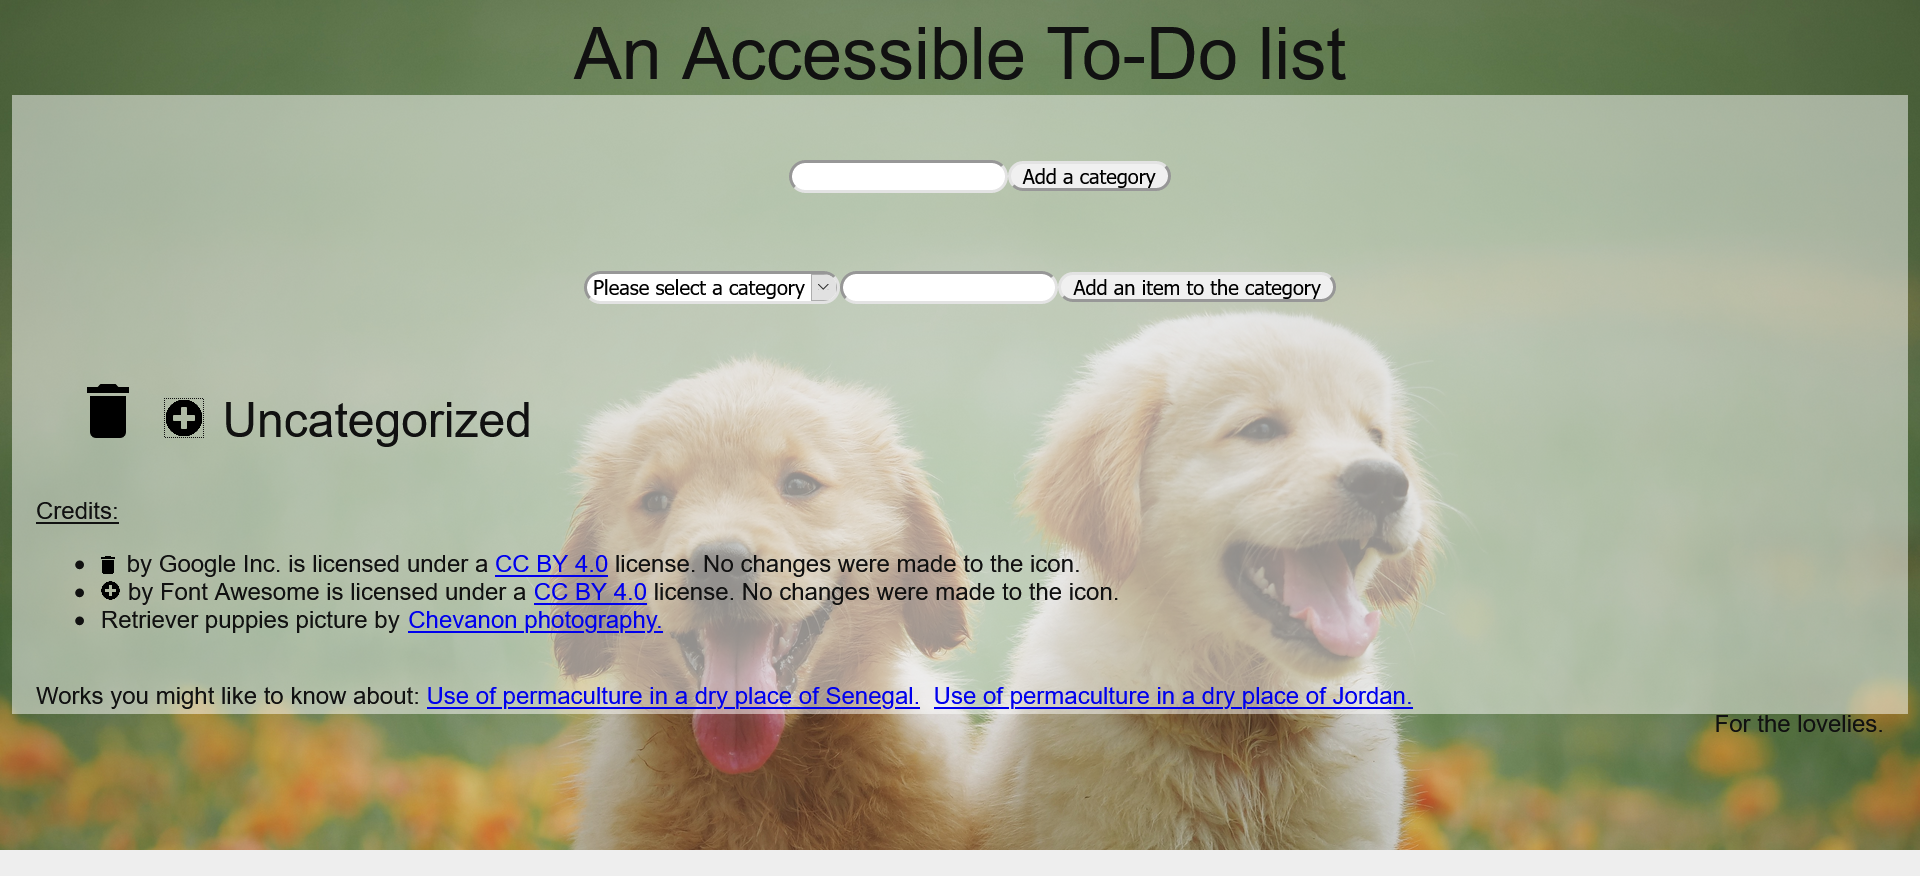 An Accessible To-Do list
Add a category
Please select a category Add an item to the category
Uncategorized
Credits:
by Google Inc. is licensed under a CC BY 4.0 license. No changes were made to the icon.
by Font Awesome is licensed under a CC BY 4.0 license. No changes were made to the icon.
Retriever puppies picture by Chevanon photography.
Works you might like to know about: Use of permaculture in a dry place of Senegal. Use of permaculture in a dry place of Jordan.
For the lovelies.